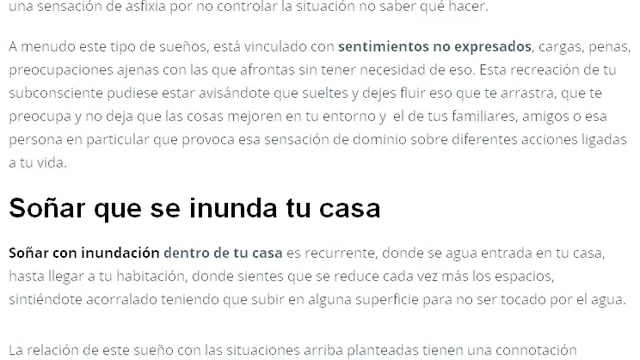 una sensación de asfixia por no controlar la situación no saber qué hacer.
A menudo este tipo de sueños, está vinculado con sentimientos no expresados, cargas, penas,
preocupaciones ajenas con las que afrontas sin tener necesidad de eso. Esta recreación de tu
subconsciente pudiese estar avisándote que sueltes y dejes fluir eso que te arrastra, que te
preocupa y no deja que las cosas mejoren en tu entorno y el de tus familiares, amigos o esa
persona en particular que provoca esa sensación de dominio sobre diferentes acciones ligadas
a tu vida.
Soñar que se inunda tu casa
Soñar con inundación dentro de tu casa es recurrente, donde se agua entrada en tu casa,
hasta llegar a tu habitación, donde sientes que se reduce cada vez más los espacios,
sintiéndote acorralado teniendo que subir en alguna superficie para no ser tocado por el agua.
La relación de este sueño con las situaciones arriba planteadas tienen una connotación